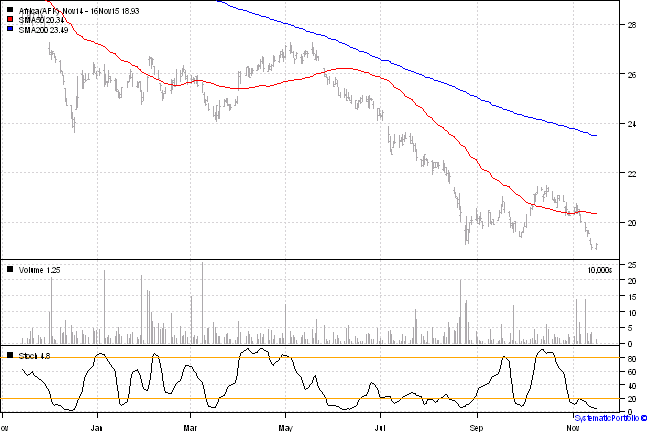 Africa(AFK) Nov14 - 16Nov15 18.93
SMA50 20.34
SMA200 23.49
28
26
24
22
20
Volume 1.25
10,000s
25
20
15
10
5
0
Stoch 4.8
80
60
40
20
0
Jan Mar May Jul Sep Nov
SystematicPortfolio ©